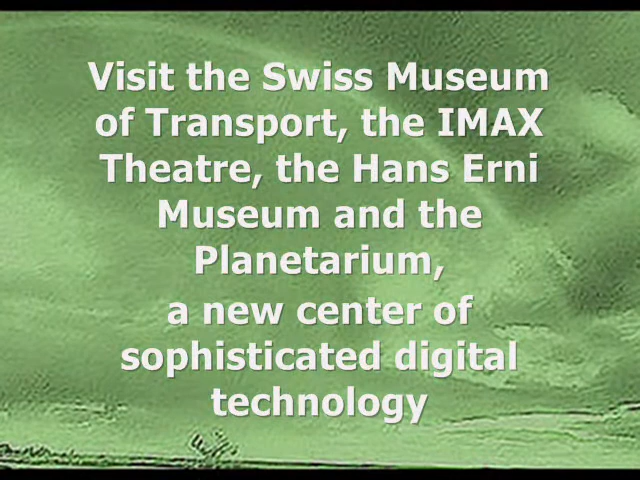 Visit the Swiss Museum
of Transport, the IMAX
Theatre, the Hans Erni
Museum and the
Planetarium,
a new center of
sophisticated digital
technology